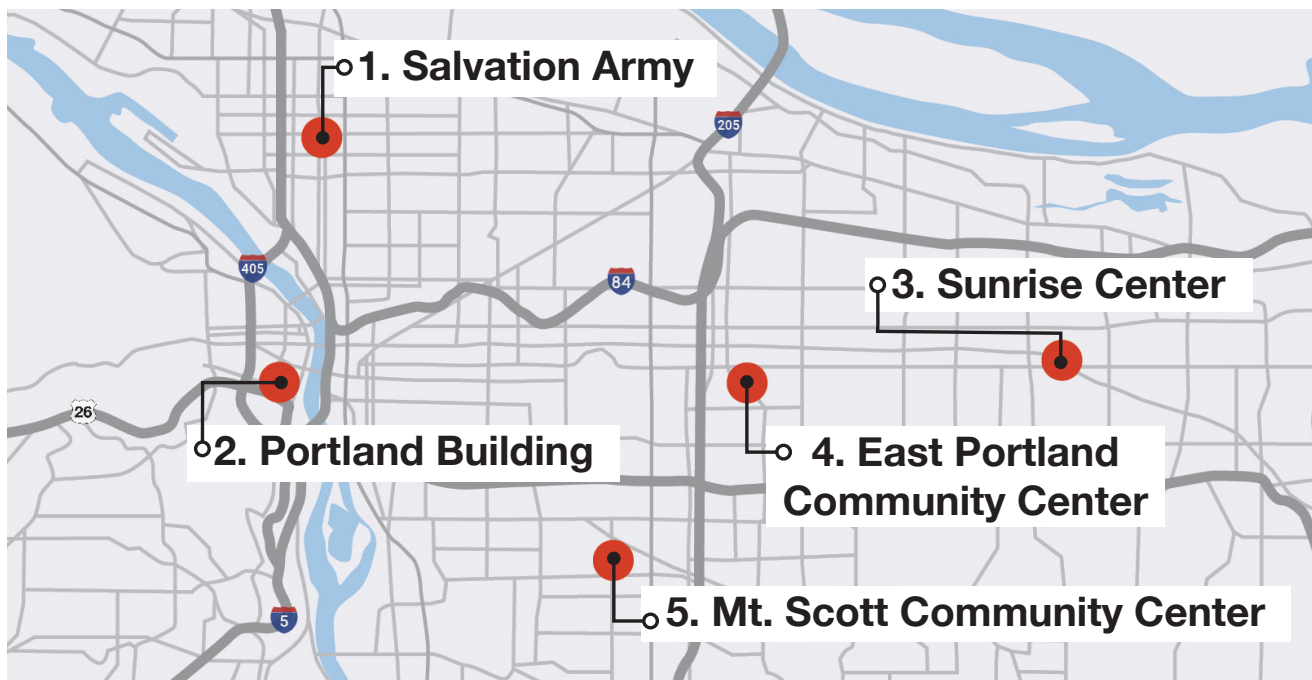 1. Salvation Army
205
405
84
3. Sunrise Center
26
2. Portland Building
4. East Portland
Community Center
5. Mt. Scott Community Center
5